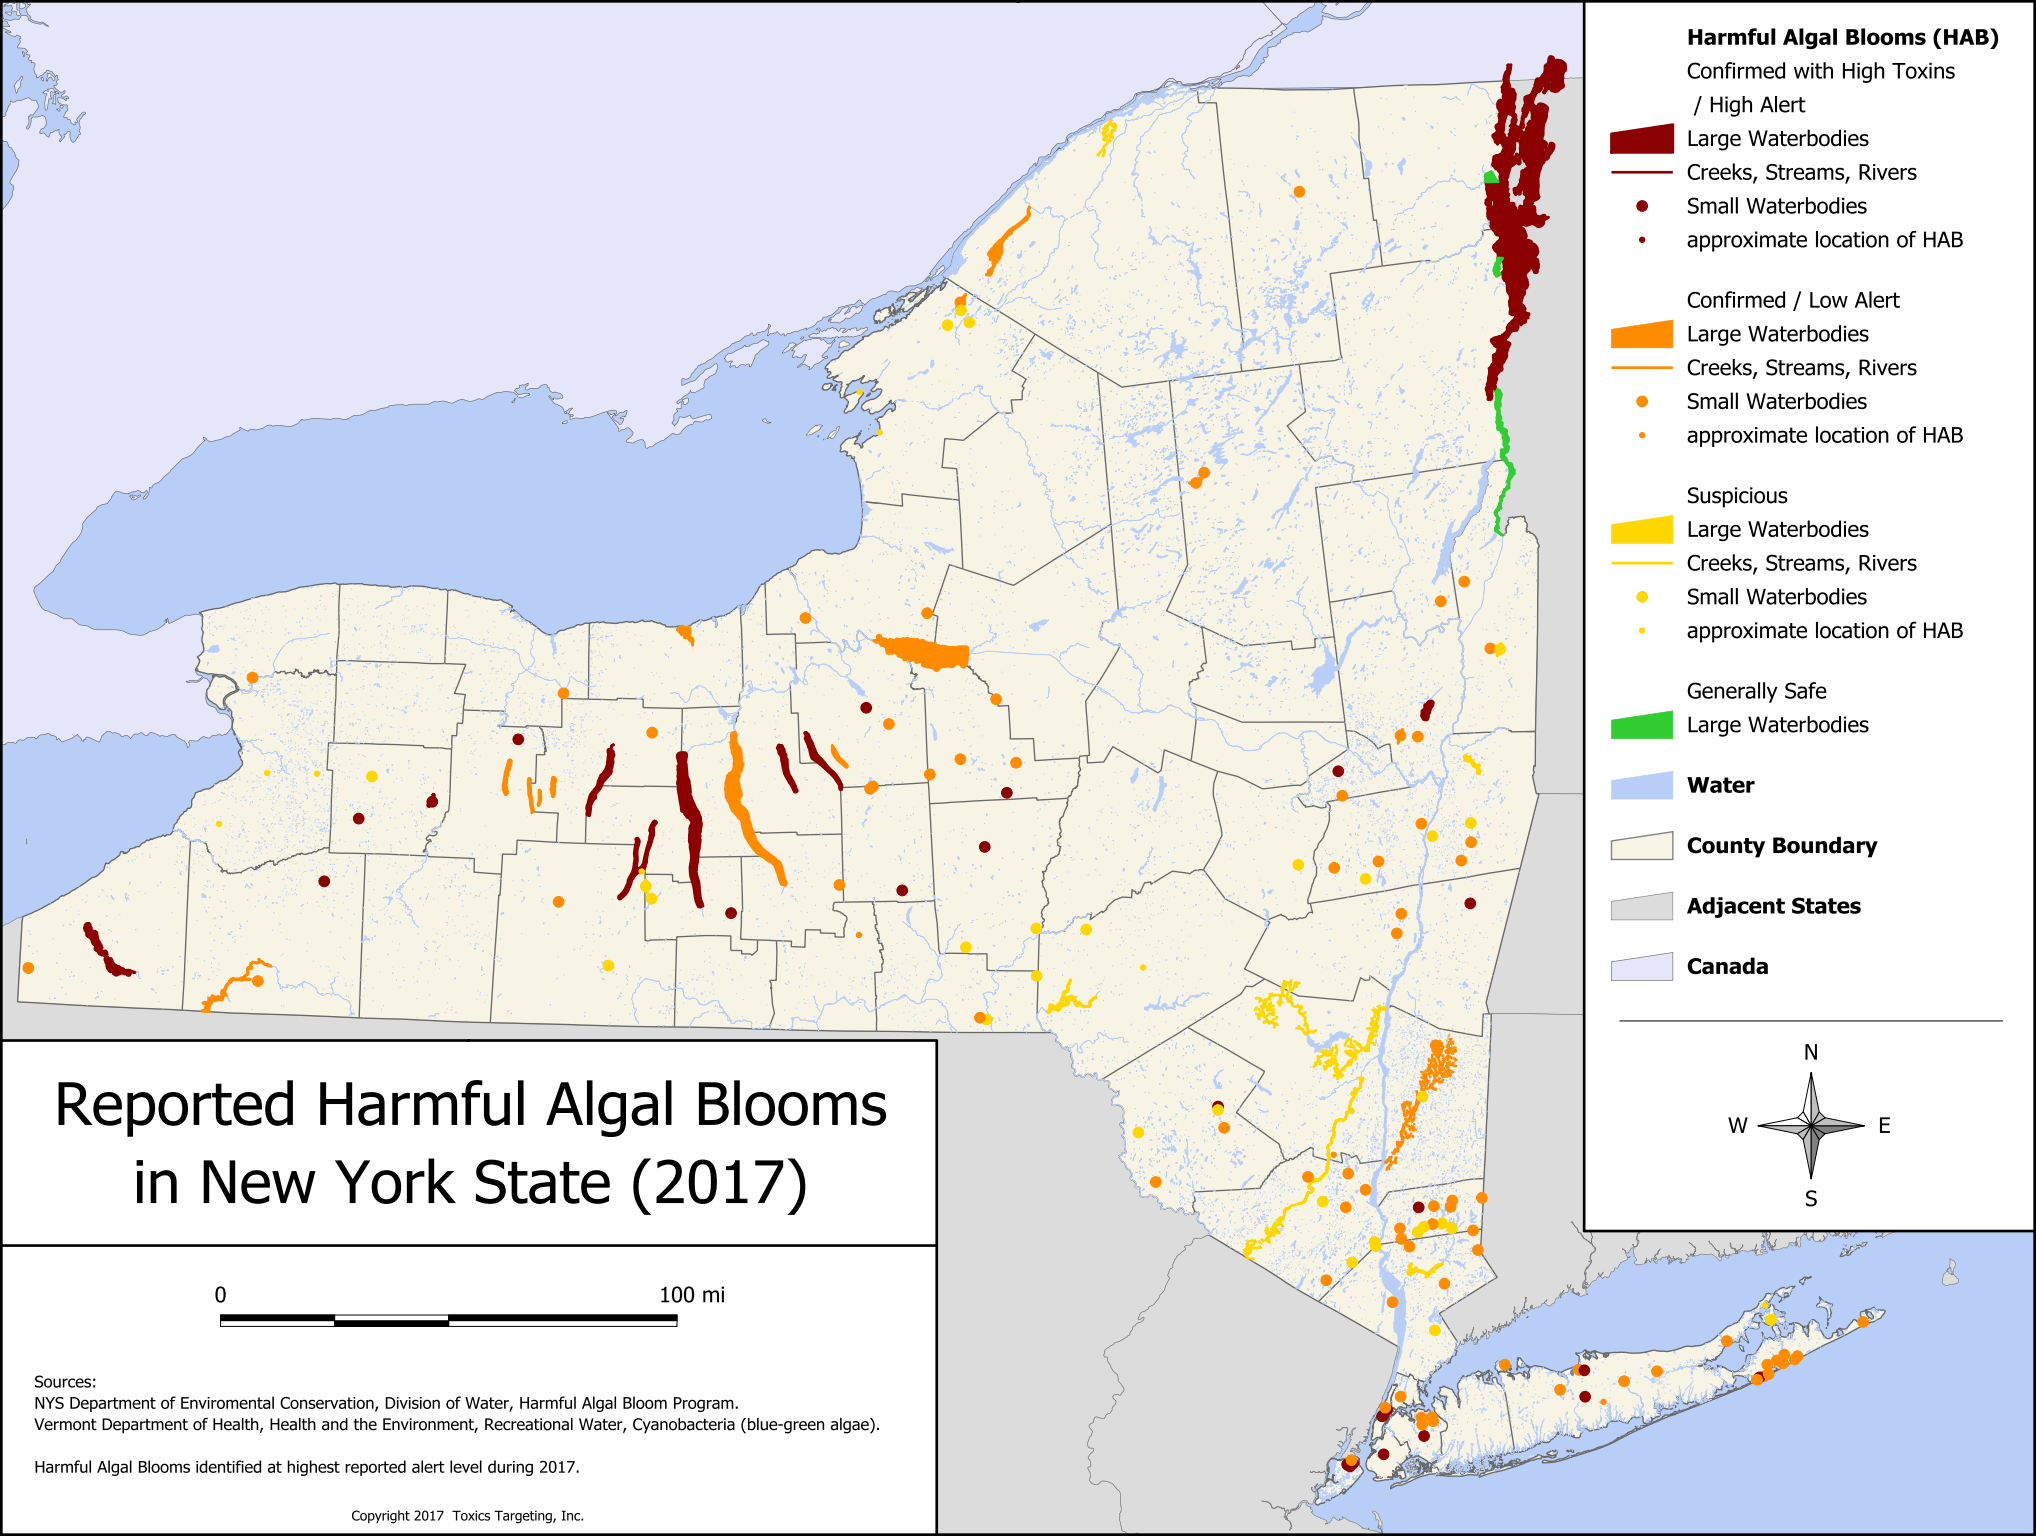 Harmful Algal Blooms (HAB)
Confirmed with High Toxins
/ High Alert
Large Waterbodies
Creeks, Streams, Rivers
Small Waterbodies
approximate location of HAB
Confirmed / Low Alert
Large Waterbodies
Creeks, Streams, Rivers
Small Waterbodies
approximate location of HAB
Suspicious
Large Waterbodies
Creeks, Streams, Rivers
Small Waterbodies
approximate location of HAB
Generally Safe
Large Waterbodies
Water
County Boundary
Adjacent States
Canada
N
W E
S
Reported Harmful Algal Blooms
in New York State (2017)
0 100 mi
Sources:
NYS Department of Enviromental Conservation, Division of Water, Harmful Algal Bloom Program.
Vermont Department of Health, Health and the Environment, Recreational Water, Cyanobacteria (blue-green algae).
Harmful Algal Blooms identified at highest reported alert level during 2017.
Copyright 2017 Toxics Targeting, Inc.